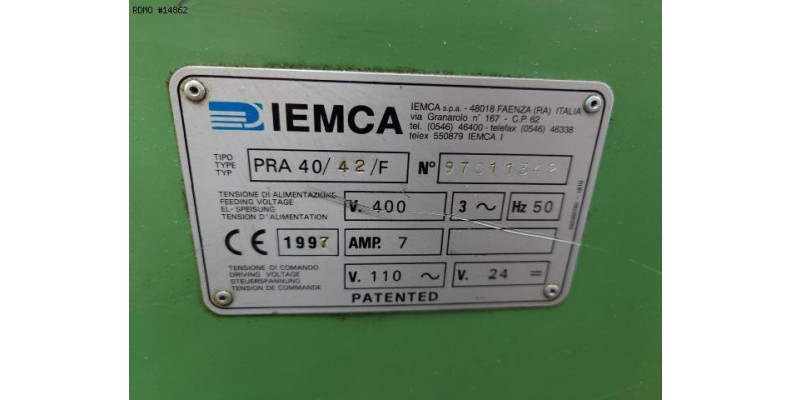 RDMO #14862
IEMCA
IEMCA s.p.a. - 48018 FAENZA (RA) ITALIA
via Granarolo n° 167 - C.P. 62
tel. (0546) 46400 - telefax (0546) 46338
telex 550879 IEMCA I
TIPO
TYPE
TYP
PRA 40/42/F
N°
TENSIONE DI ALIMENTAZIONE
FEEDING VOLTAGE
EL- SPEISUNG
TENSION D'ALIMENTATION
V. 400
3 ~
Hz 50
CE
1997
AMP. 7
TENSIONE DI COMANDO
DRIVING VOLTAGE
STEUERSPANNUNG
TENSION DE COMMANDE
V. 110 ~
V. 24 =
PATENTED